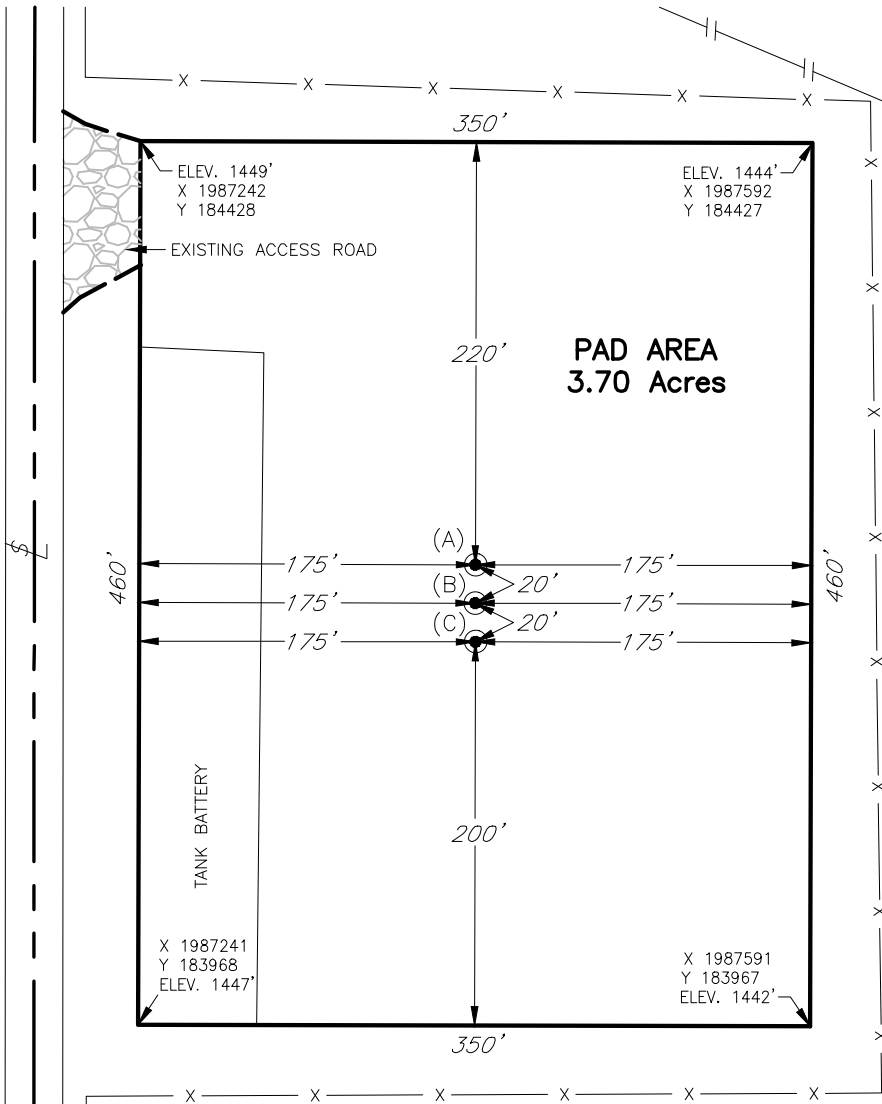 350'
ELEV. 1449'
X 1987242
Y 184428
ELEV. 1444'
X 1987592
Y 184427
EXISTING ACCESS ROAD
220'
PAD AREA
3.70 Acres
460'
460'
(A)
175'
175'
20'
(B)
175'
175'
20'
(C)
175'
175'
TANK BATTERY
200'
X 1987241
Y 183968
ELEV. 1447'
X 1987591
Y 183967
ELEV. 1442'
350'